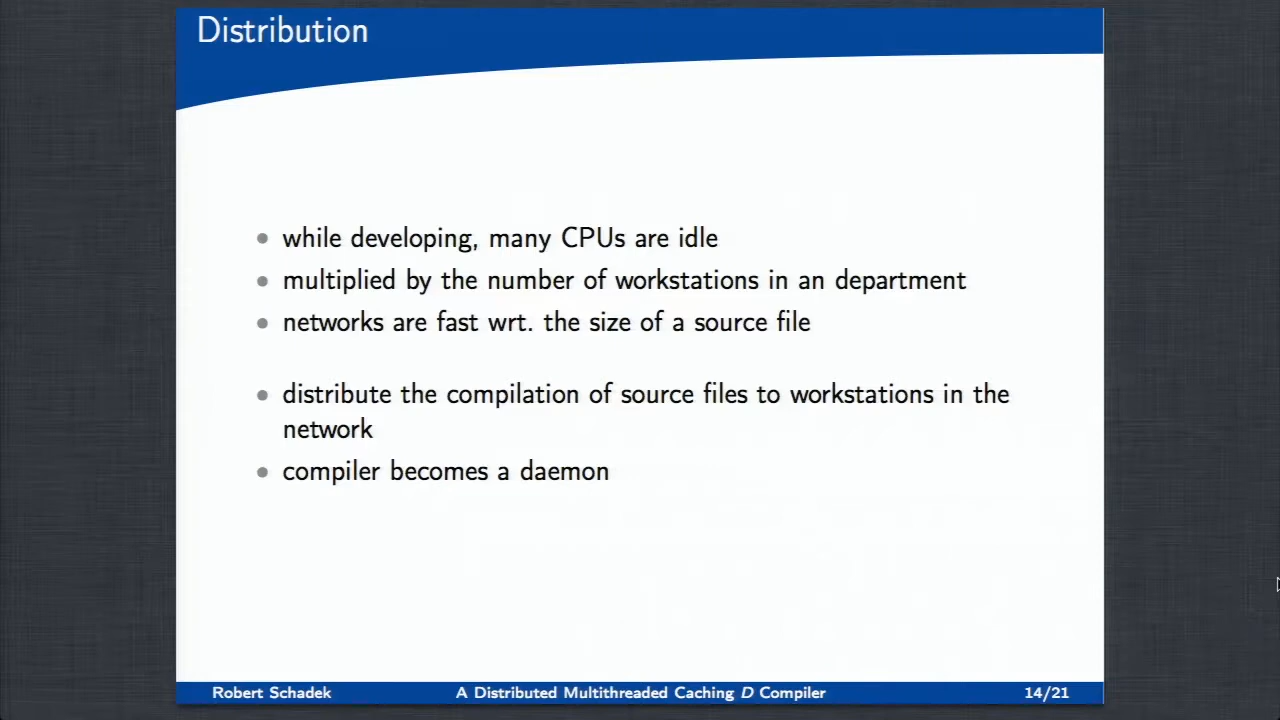 Distribution
while developing, many CPUs are idle
multiplied by the number of workstations in an department
networks are fast wrt. the size of a source file
distribute the compilation of source files to workstations in the
network
compiler becomes a daemon
Robert Schadek A Distributed Multithreaded Caching D Compiler 14/21